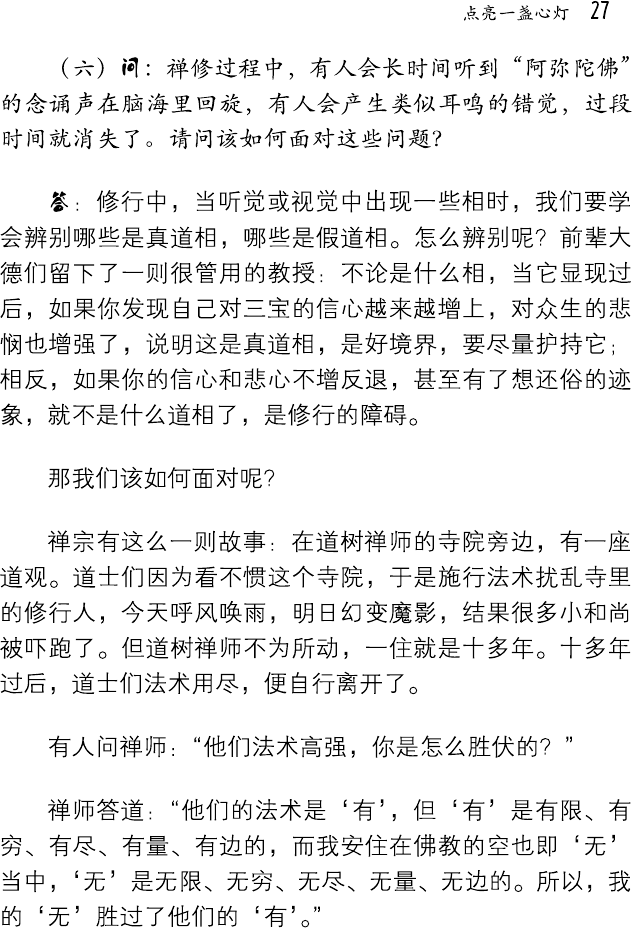 点亮一盏心灯 27
（六）问：禅修过程中，有人会长时间听到“阿弥陀佛”
的念诵声在脑海里回旋，有人会产生类似耳鸣的错觉，过段
时间就消失了。请问该如何面对这些问题？
答：修行中，当听觉或视觉中出现一些相时，我们要学
会辨别哪些是真道相，哪些是假道相。怎么辨别呢？前辈大
德们留下了一则很管用的教授：不论是什么相，当它显现过
后，如果你发现自己对三宝的信心越来越增上，对众生的悲
悯也增强了，说明这是真道相，是好境界，要尽量护持它；
相反，如果你的信心和悲心不增反退，甚至有了想还俗的迹
象，就不是什么道相了，是修行的障碍。
那我们该如何面对呢？
禅宗有这么一则故事：在道树禅师的寺院旁边，有一座
道观。道士们因为看不惯这个寺院，于是施行法术扰乱寺里
的修行人，今天呼风唤雨，明日幻变魔影，结果很多小和尚
被吓跑了。但道树禅师不为所动，一住就是十多年。十多年
过后，道士们法术用尽，便自行离开了。
有人问禅师：“他们法术高强，你是怎么胜伏的？”
禅师答道：“他们的法术是‘有’，但‘有’是有限、有
穷、有尽、有量、有边的，而我安住在佛教的空也即‘无’
当中，‘无’是无限、无穷、无尽、无量、无边的。所以，我
的‘无’胜过了他们的‘有’。”